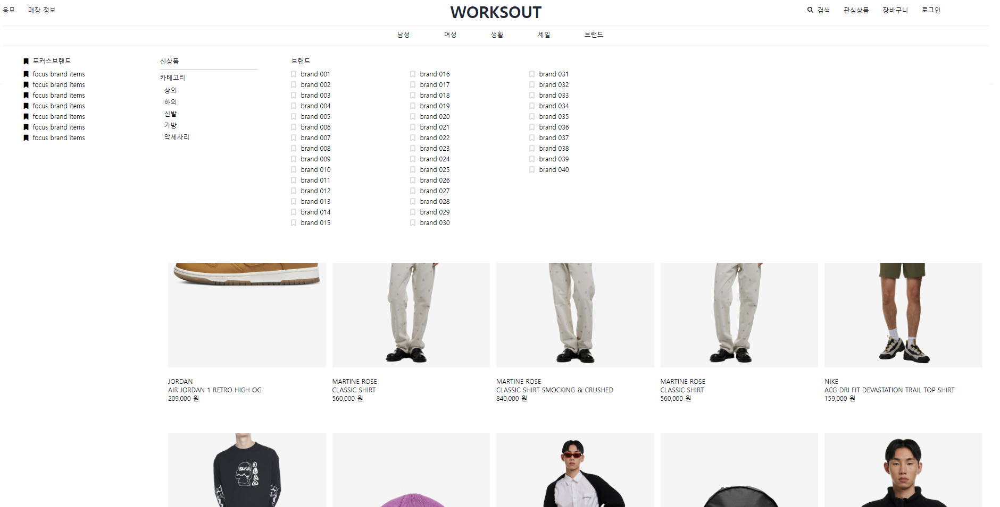 응모 매장 정보 WORKSOUT 검색 관심상품 장바구니 로그인
남성 여성 생활 세일 브랜드
포커스브랜드
focus brand items
focus brand items
focus brand items
focus brand items
focus brand items
focus brand items
focus brand items
신상품
카테고리
상의
하의
신발
가방
악세사리
브랜드
brand 001
brand 002
brand 003
brand 004
brand 005
brand 006
brand 007
brand 008
brand 009
brand 010
brand 011
brand 012
brand 013
brand 014
brand 015
brand 016
brand 017
brand 018
brand 019
brand 020
brand 021
brand 022
brand 023
brand 024
brand 025
brand 026
brand 027
brand 028
brand 029
brand 030
brand 031
brand 032
brand 033
brand 034
brand 035
brand 036
brand 037
brand 038
brand 039
brand 040
JORDAN
AIR JORDAN 1 RETRO HIGH OG
209,000 원
MARTINE ROSE
CLASSIC SHIRT
560,000 원
MARTINE ROSE
CLASSIC SHIRT SMOCKING & CRUSHED
840,000 원
MARTINE ROSE
CLASSIC SHIRT
560,000 원
NIKE
ACG DRI FIT DEVASTATION TRAIL TOP SHIRT
159,000 원